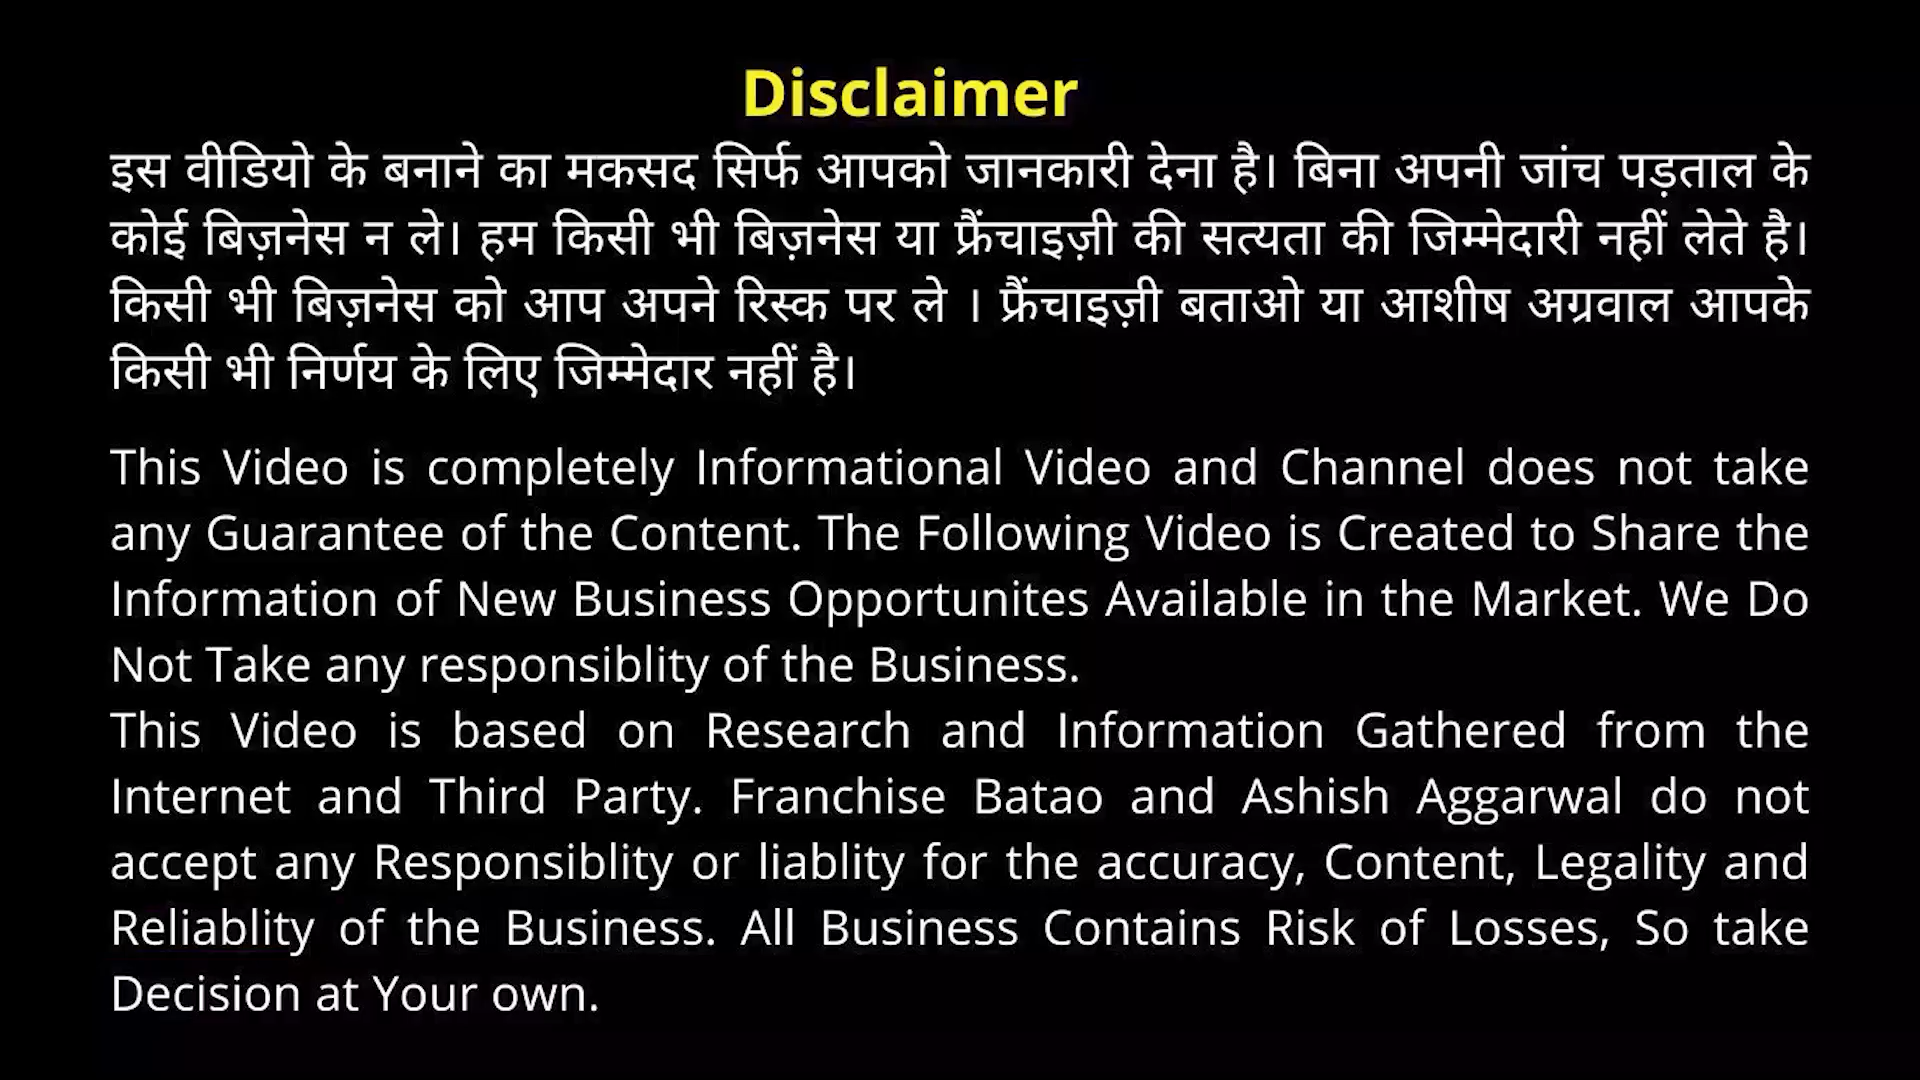 Disclaimer
इस वीडियो के बनाने का मकसद सिर्फ आपको जानकारी देना है। बिना अपनी जांच पड़ताल के
कोई बिज़नेस न ले। हम किसी भी बिज़नेस या फ्रैंचाइज़ी की सत्यता की जिम्मेदारी नहीं लेते है।
किसी भी बिज़नेस को आप अपने रिस्क पर ले । फ्रैंचाइज़ी बताओ या आशीष अग्रवाल आपके
किसी भी निर्णय के लिए जिम्मेदार नहीं है।
This Video is completely Informational Video and Channel does not take
any Guarantee of the Content. The Following Video is Created to Share the
Information of New Business Opportunites Available in the Market. We Do
Not Take any responsiblity of the Business.
This Video is based on Research and Information Gathered from the
Internet and Third Party. Franchise Batao and Ashish Aggarwal do not
accept any Responsiblity or liablity for the accuracy, Content, Legality and
Reliablity of the Business. All Business Contains Risk of Losses, So take
Decision at Your own.